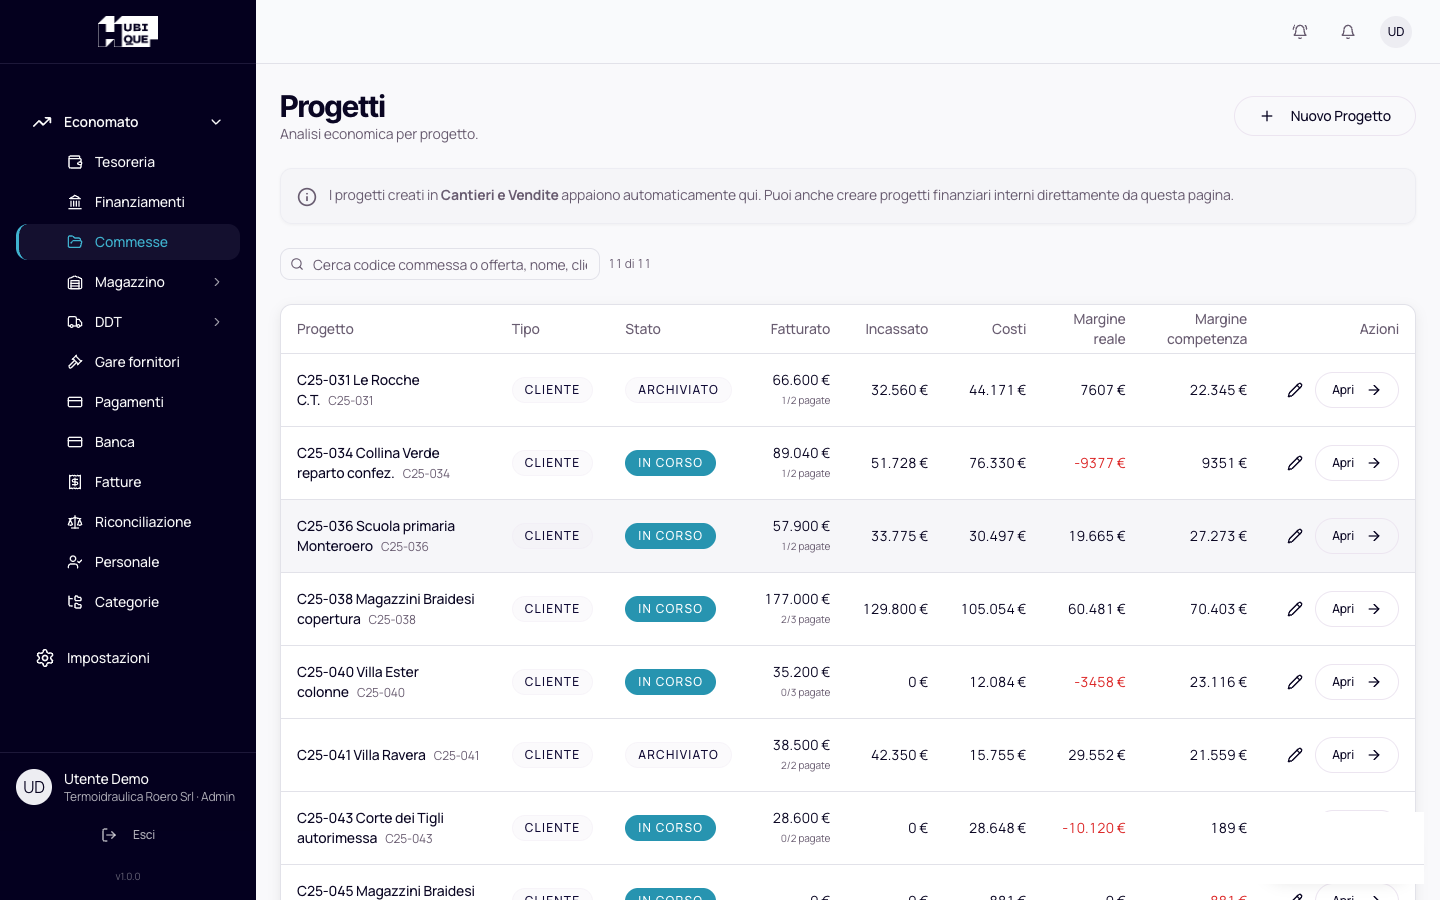 UBI
QUE
UD
Economato
Tesoreria
Finanziamenti
Commesse
Magazzino
DDT
Gare fornitori
Pagamenti
Banca
Fatture
Riconciliazione
Personale
Categorie
Impostazioni
UD
Utente Demo
Termoidraulica Roero Srl · Admin
Esci
v1.0.0
Progetti
Analisi economica per progetto.
Nuovo Progetto
I progetti creati in Cantieri e Vendite appaiono automaticamente qui. Puoi anche creare progetti finanziari interni direttamente da questa pagina.
Cerca codice commessa o offerta, nome, clie
11 di 11
Progetto Tipo Stato Fatturato Incassato Costi Margine reale Margine competenza Azioni
C25-031 Le Rocche C.T. C25-031 CLIENTE ARCHIVIATO 66.600 € 1/2 pagate 32.560 € 44.171 € 7607 € 22.345 € Apri
C25-034 Collina Verde reparto confez. C25-034 CLIENTE IN CORSO 89.040 € 1/2 pagate 51.728 € 76.330 € -9377 € 9351 € Apri
C25-036 Scuola primaria Monteroero C25-036 CLIENTE IN CORSO 57.900 € 1/2 pagate 33.775 € 30.497 € 19.665 € 27.273 € Apri
C25-038 Magazzini Braidesi copertura C25-038 CLIENTE IN CORSO 177.000 € 2/3 pagate 129.800 € 105.054 € 60.481 € 70.403 € Apri
C25-040 Villa Ester colonne C25-040 CLIENTE IN CORSO 35.200 € 0/3 pagate 0 € 12.084 € -3458 € 23.116 € Apri
C25-041 Villa Ravera C25-041 CLIENTE ARCHIVIATO 38.500 € 2/2 pagate 42.350 € 15.755 € 29.552 € 21.559 € Apri
C25-043 Corte dei Tigli autorimessa C25-043 CLIENTE IN CORSO 28.600 € 0/2 pagate 0 € 28.648 € -10.120 € 189 €
C25-045 Magazzini Braidesi CLIENTE IN CORSO 0 € 0 € 881 € 0 € -881 € Apri